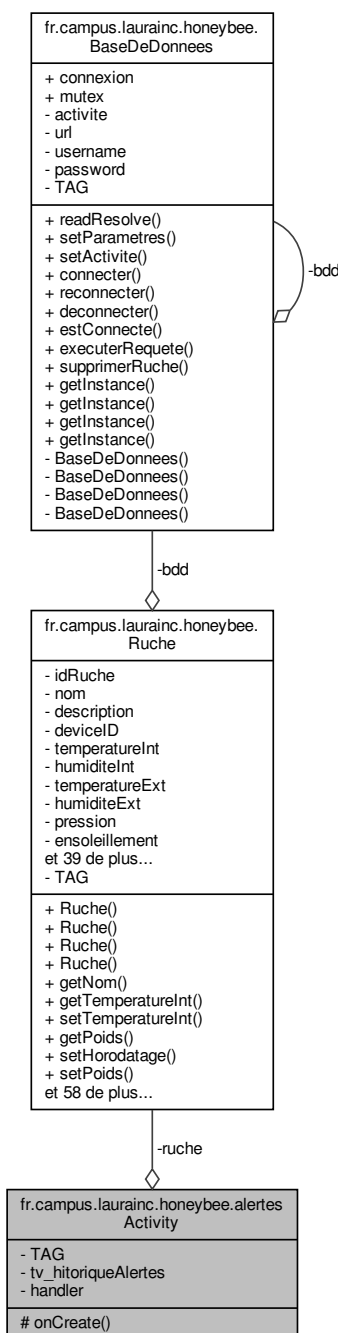 fr.campus.laurainc.honeybee.
BaseDeDonnees
+ connexion
+ mutex
- activite
- url
- username
- password
- TAG
+ readResolve()
+ setParametres()
+ setActivite()
+ connecter()
+ reconnecter()
+ deconnecter()
+ estConnecte()
+ executerRequete()
+ supprimerRuche()
+ getInstance()
+ getInstance()
+ getInstance()
+ getInstance()
- BaseDeDonnees()
- BaseDeDonnees()
- BaseDeDonnees()
- BaseDeDonnees()
-bdd
-bdd
fr.campus.laurainc.honeybee.
Ruche
- idRuche
- nom
- description
- deviceID
- temperatureInt
- humiditeInt
- temperatureExt
- humiditeExt
- pression
- ensoleillement
et 39 de plus...
- TAG
+ Ruche()
+ Ruche()
+ Ruche()
+ Ruche()
+ getNom()
+ getTemperatureInt()
+ setTemperatureInt()
+ getPoids()
+ setHorodatage()
+ setPoids()
et 58 de plus...
-ruche
fr.campus.laurainc.honeybee.alertes
Activity
- TAG
- tv_hitoriqueAlertes
- handler
# onCreate()